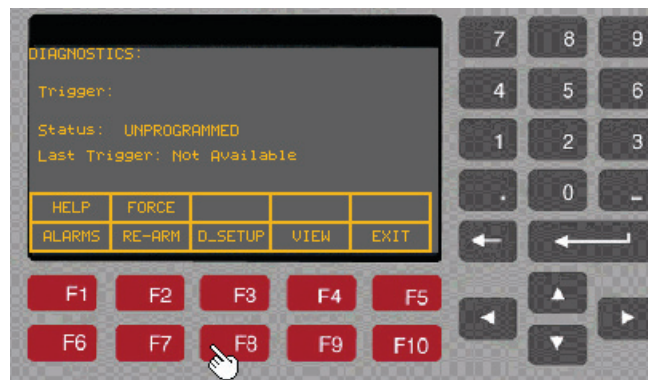 DIAGNOSTICS:
Trigger:
Status: UNPROGRAMMED
Last Trigger: Not Available
HELP FORCE
ALARMS RE-ARM D_SETUP VIEW EXIT
F1 F2 F3 F4 F5
F6 F7 F8 F9 F10
7 8 9
4 5 6
1 2 3
. 0 -